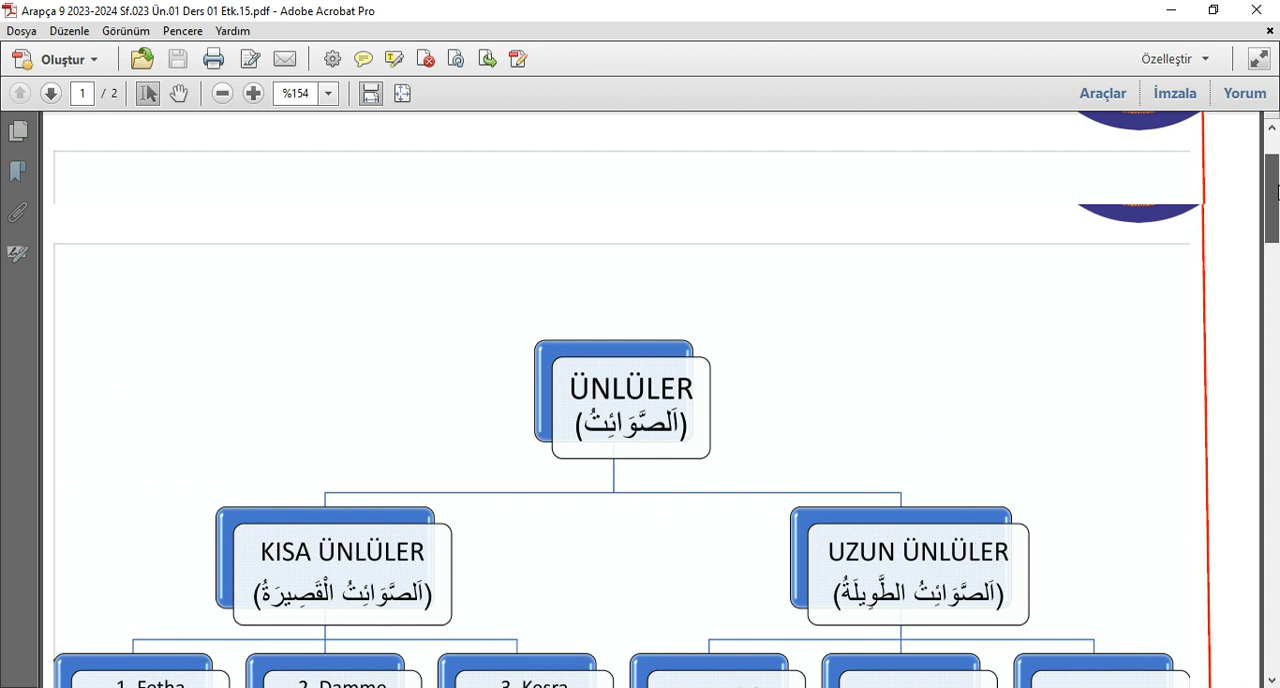 Arapça 9 2023-2024 Sf.023 Ün.01 Ders 01 Etk.15.pdf - Adobe Acrobat Pro
Dosya Düzenle Görünüm Pencere Yardım
Oluştur Özelleştir
1 / 2 %154 Araçlar İmzala Yorum
ÜNLÜLER
(اَلصَّوَائِتُ)
KISA ÜNLÜLER
(اَلصَّوَائِتُ الْقَصِيرَةُ)
UZUN ÜNLÜLER
(اَلصَّوَائِتُ الطَّوِيلَةُ)
1. Fetha 2. Damme 3. Kesra